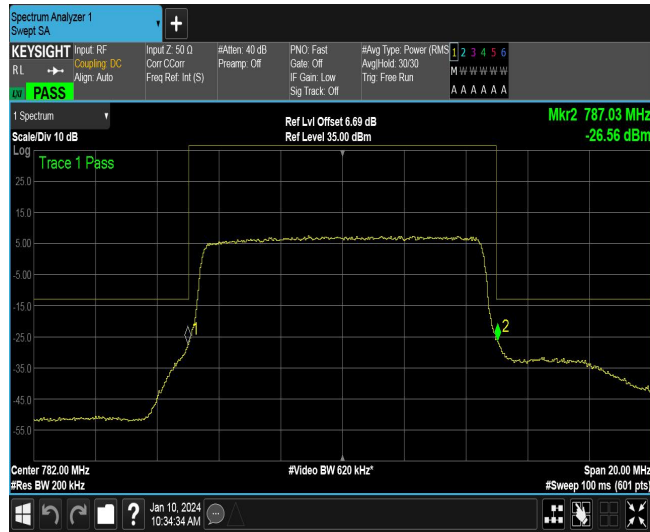 Spectrum Analyzer 1
Swept SA
+
KEYSIGHT
RL
LXI PASS
Input: RF
Coupling: DC
Align: Auto
Input Z: 50 Ω
Corr CCorr
Freq Ref: Int (S)
#Atten: 40 dB
Preamp: Off
PNO: Fast
Gate: Off
IF Gain: Low
Sig Track: Off
#Avg Type: Power (RMS
Avg|Hold: 30/30
Trig: Free Run
1 2 3 4 5 6
M W W W W W
A A A A A A
1 Spectrum
Scale/Div 10 dB
Ref Lvl Offset 6.69 dB
Ref Level 35.00 dBm
Mkr2 787.03 MHz
-26.56 dBm
Log
Trace 1 Pass
25.0
15.0
5.00
-5.00
-15.0
-25.0
-35.0
-45.0
-55.0
1
2
Center 782.00 MHz
#Res BW 200 kHz
#Video BW 620 kHz*
Span 20.00 MHz
#Sweep 100 ms (601 pts)
?
Jan 10, 2024
10:34:34 AM